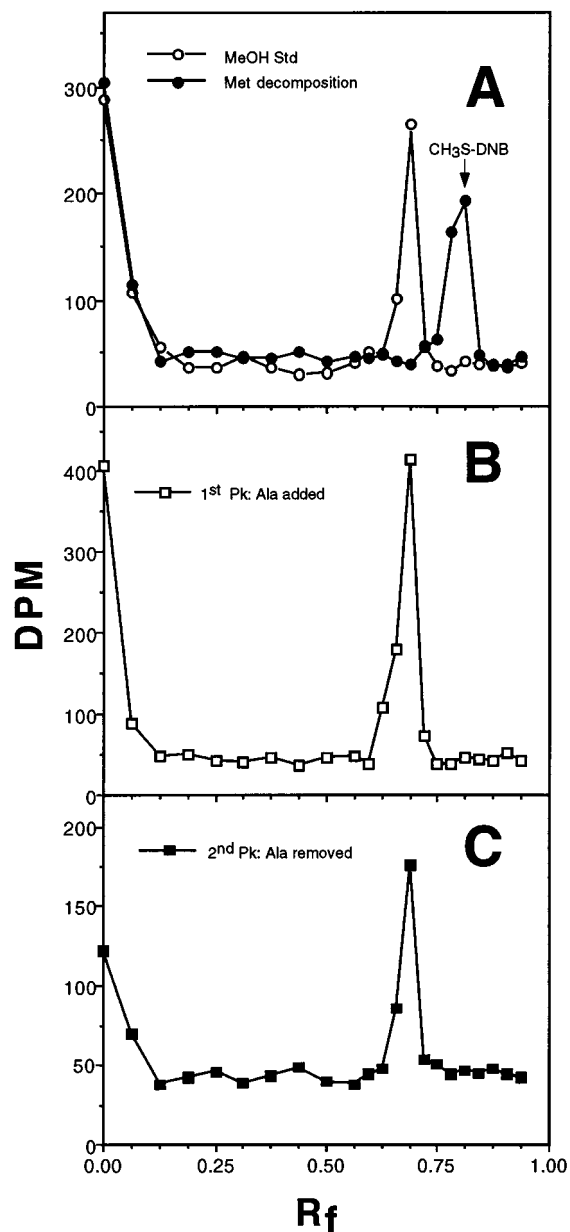 MeOH Std
Met decomposition
A
CH₃S-DNB
300
200
100
0
B
1st Pk: Ala added
400
300
200
100
0
DPM
C
2nd Pk: Ala removed
200
150
100
50
0
0.00 0.25 0.50 0.75 1.00
Rf